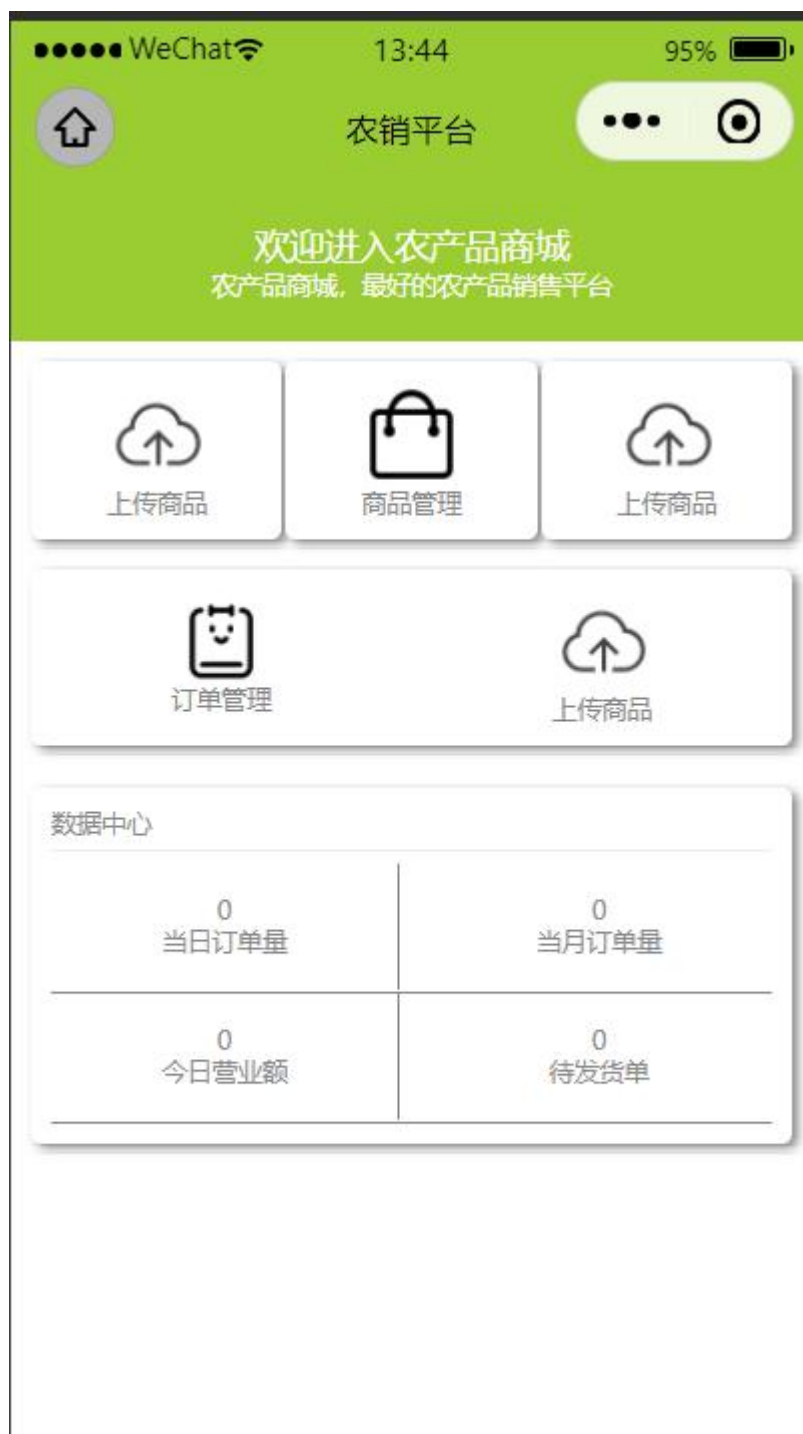 WeChat 13:44 95%
农销平台
欢迎进入农产品商城
农产品商城，最好的农产品销售平台
上传商品 商品管理 上传商品
订单管理 上传商品
数据中心
0 0
当日订单量 当月订单量
0 0
今日营业额 待发货单